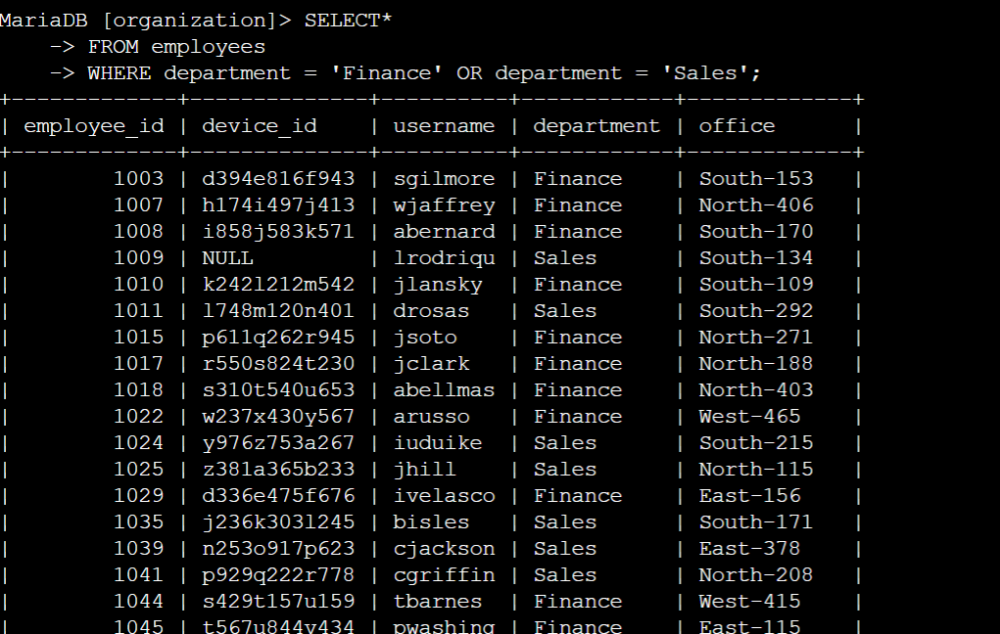 MariaDB [organization]> SELECT*
    -> FROM employees
    -> WHERE department = 'Finance' OR department = 'Sales';
+-------------+--------------+----------+------------+-------------+
| employee_id | device_id    | username | department | office      |
+-------------+--------------+----------+------------+-------------+
|        1003 | d394e816f943 | sgilmore | Finance    | South-153   |
|        1007 | h174i497j413 | wjaffrey | Finance    | North-406   |
|        1008 | i858j583k571 | abernard | Finance    | South-170   |
|        1009 | NULL         | lrodriqu | Sales      | South-134   |
|        1010 | k242l212m542 | jlansky  | Finance    | South-109   |
|        1011 | l748m120n401 | drosas   | Sales      | South-292   |
|        1015 | p611q262r945 | jsoto    | Finance    | North-271   |
|        1017 | r550s824t230 | jclark   | Finance    | North-188   |
|        1018 | s310t540u653 | abellmas | Finance    | North-403   |
|        1022 | w237x430y567 | arusso   | Finance    | West-465    |
|        1024 | y976z753a267 | iuduike  | Sales      | South-215   |
|        1025 | z381a365b233 | jhill    | Sales      | North-115   |
|        1029 | d336e475f676 | ivelasco | Finance    | East-156    |
|        1035 | j236k303l245 | bisles   | Sales      | South-171   |
|        1039 | n253o917p623 | cjackson | Sales      | East-378    |
|        1041 | p929q222r778 | cgriffin | Sales      | North-208   |
|        1044 | s429t157u159 | tbarnes  | Finance    | West-415    |
|        1045 | t567u844v434 | pwashing | Finance    | East-115    |